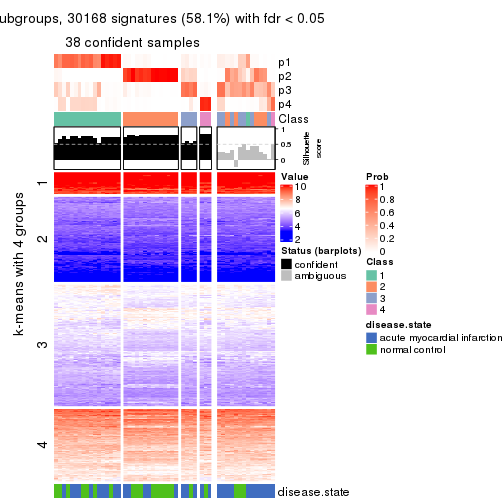 ubgroups, 30168 signatures (58.1%) with fdr < 0.05
38 confident samples
p1
p2
p3
p4
Class
1
0.5
0
Silhouette
score
k-means with 4 groups
1
2
3
4
disease.state
Value
10
8
6
4
2
Status (barplots)
confident
ambiguous
Prob
1
0.8
0.6
0.4
0.2
0
Class
1
2
3
4
disease.state
acute myocardial infarction
normal control